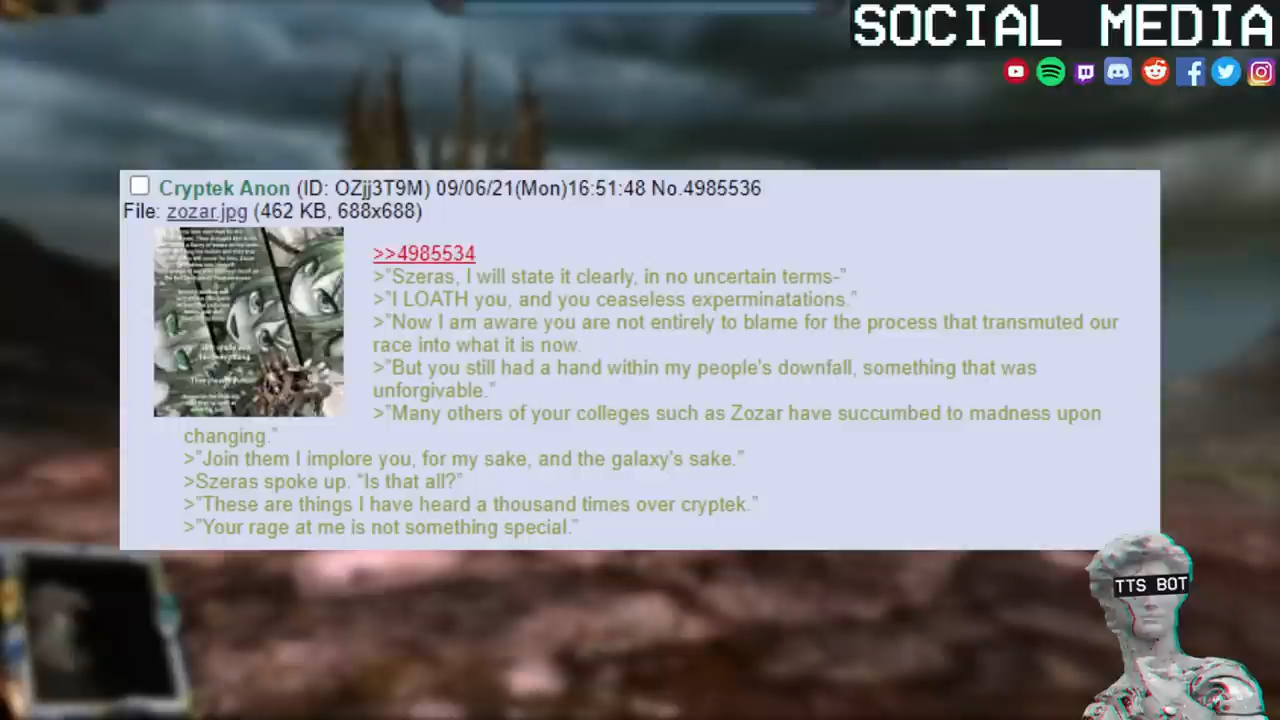 SOCIAL MEDIA
Cryptek Anon (ID: OZjj3T9M) 09/06/21(Mon)16:51:48 No.4985536
File: zozar.jpg (462 KB, 688x688)
>>4985534
>"Szeras, I will state it clearly, in no uncertain terms-"
>"I LOATH you, and you ceaseless experminatations."
>"Now I am aware you are not entirely to blame for the process that transmuted our
race into what it is now.
>"But you still had a hand within my people's downfall, something that was
unforgivable."
>"Many others of your colleges such as Zozar have succumbed to madness upon
changing."
>"Join them I implore you, for my sake, and the galaxy's sake."
>Szeras spoke up. "Is that all?"
>"These are things I have heard a thousand times over cryptek."
>"Your rage at me is not something special."
TTS BOT